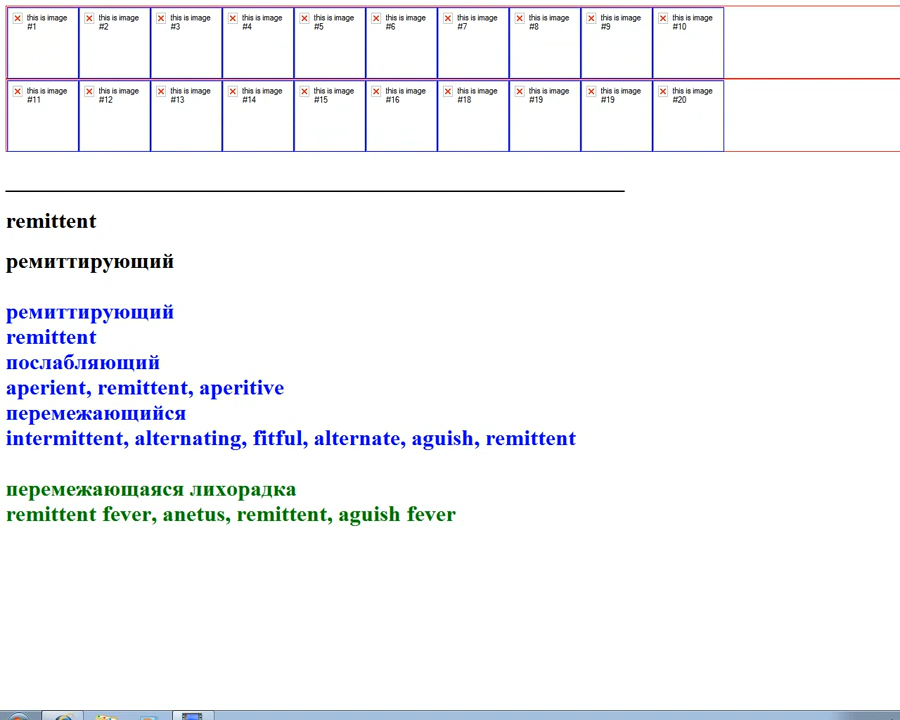 this is image #1 this is image #2 this is image #3 this is image #4 this is image #5 this is image #6 this is image #7 this is image #8 this is image #9 this is image #10
this is image #11 this is image #12 this is image #13 this is image #14 this is image #15 this is image #16 this is image #18 this is image #19 this is image #19 this is image #20
remittent
ремиттирующий
ремиттирующий
remittent
послабляющий
aperient, remittent, aperitive
перемежающийся
intermittent, alternating, fitful, alternate, aguish, remittent
перемежающаяся лихорадка
remittent fever, anetus, remittent, aguish fever